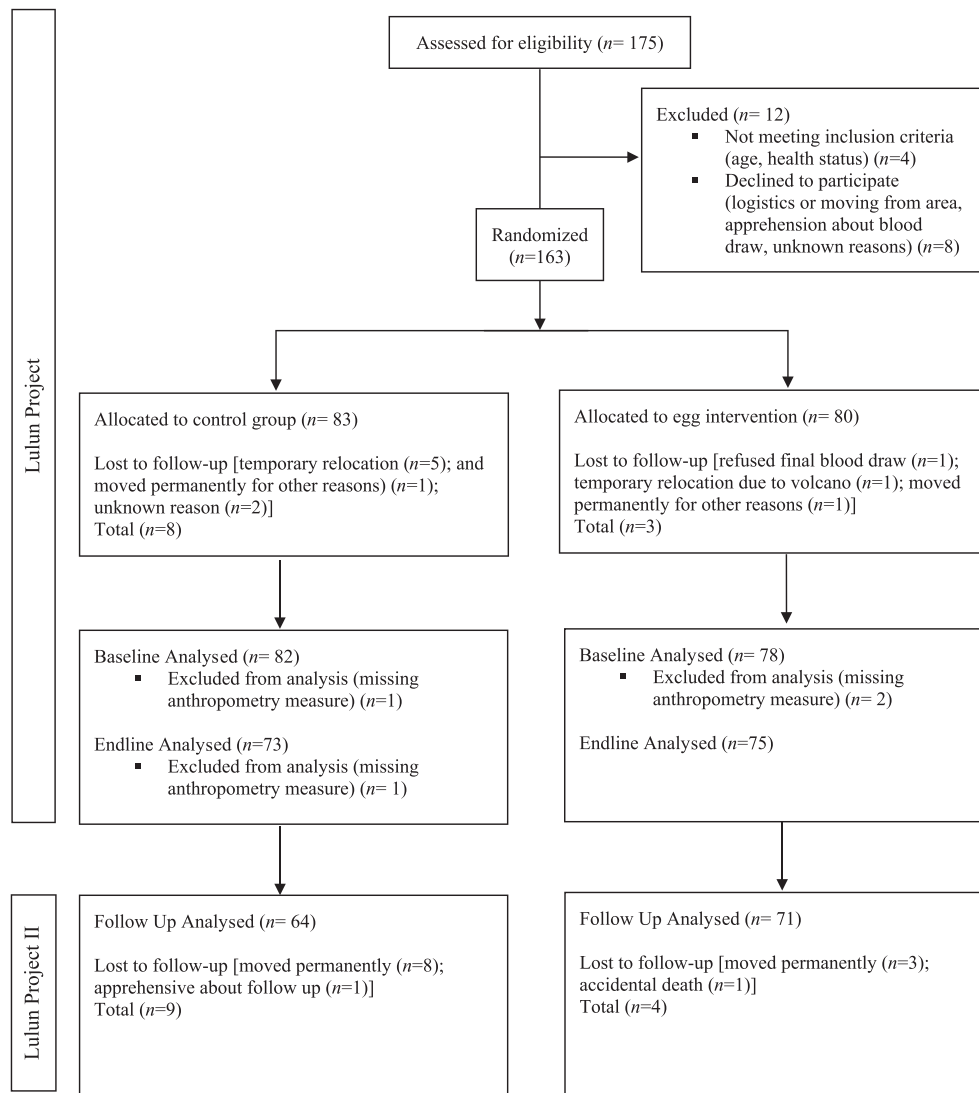 Assessed for eligibility (n= 175)
Excluded (n= 12)
▪ Not meeting inclusion criteria
(age, health status) (n=4)
▪ Declined to participate
(logistics or moving from area,
apprehension about blood
draw, unknown reasons) (n=8)
Randomized
(n=163)
Lulun Project
Allocated to control group (n= 83)
Lost to follow-up [temporary relocation (n=5); and
moved permanently for other reasons) (n=1);
unknown reason (n=2)]
Total (n=8)
Allocated to egg intervention (n= 80)
Lost to follow-up [refused final blood draw (n=1);
temporary relocation due to volcano (n=1); moved
permanently for other reasons (n=1)]
Total (n=3)
Baseline Analysed (n= 82)
▪ Excluded from analysis (missing
anthropometry measure) (n=1)
Endline Analysed (n=73)
▪ Excluded from analysis (missing
anthropometry measure) (n= 1)
Baseline Analysed (n= 78)
▪ Excluded from analysis (missing
anthropometry measure) (n= 2)
Endline Analysed (n=75)
Lulun Project II
Follow Up Analysed (n= 64)
Lost to follow-up [moved permanently (n=8);
apprehensive about follow up (n=1)]
Total (n=9)
Follow Up Analysed (n= 71)
Lost to follow-up [moved permanently (n=3);
accidental death (n=1)]
Total (n=4)